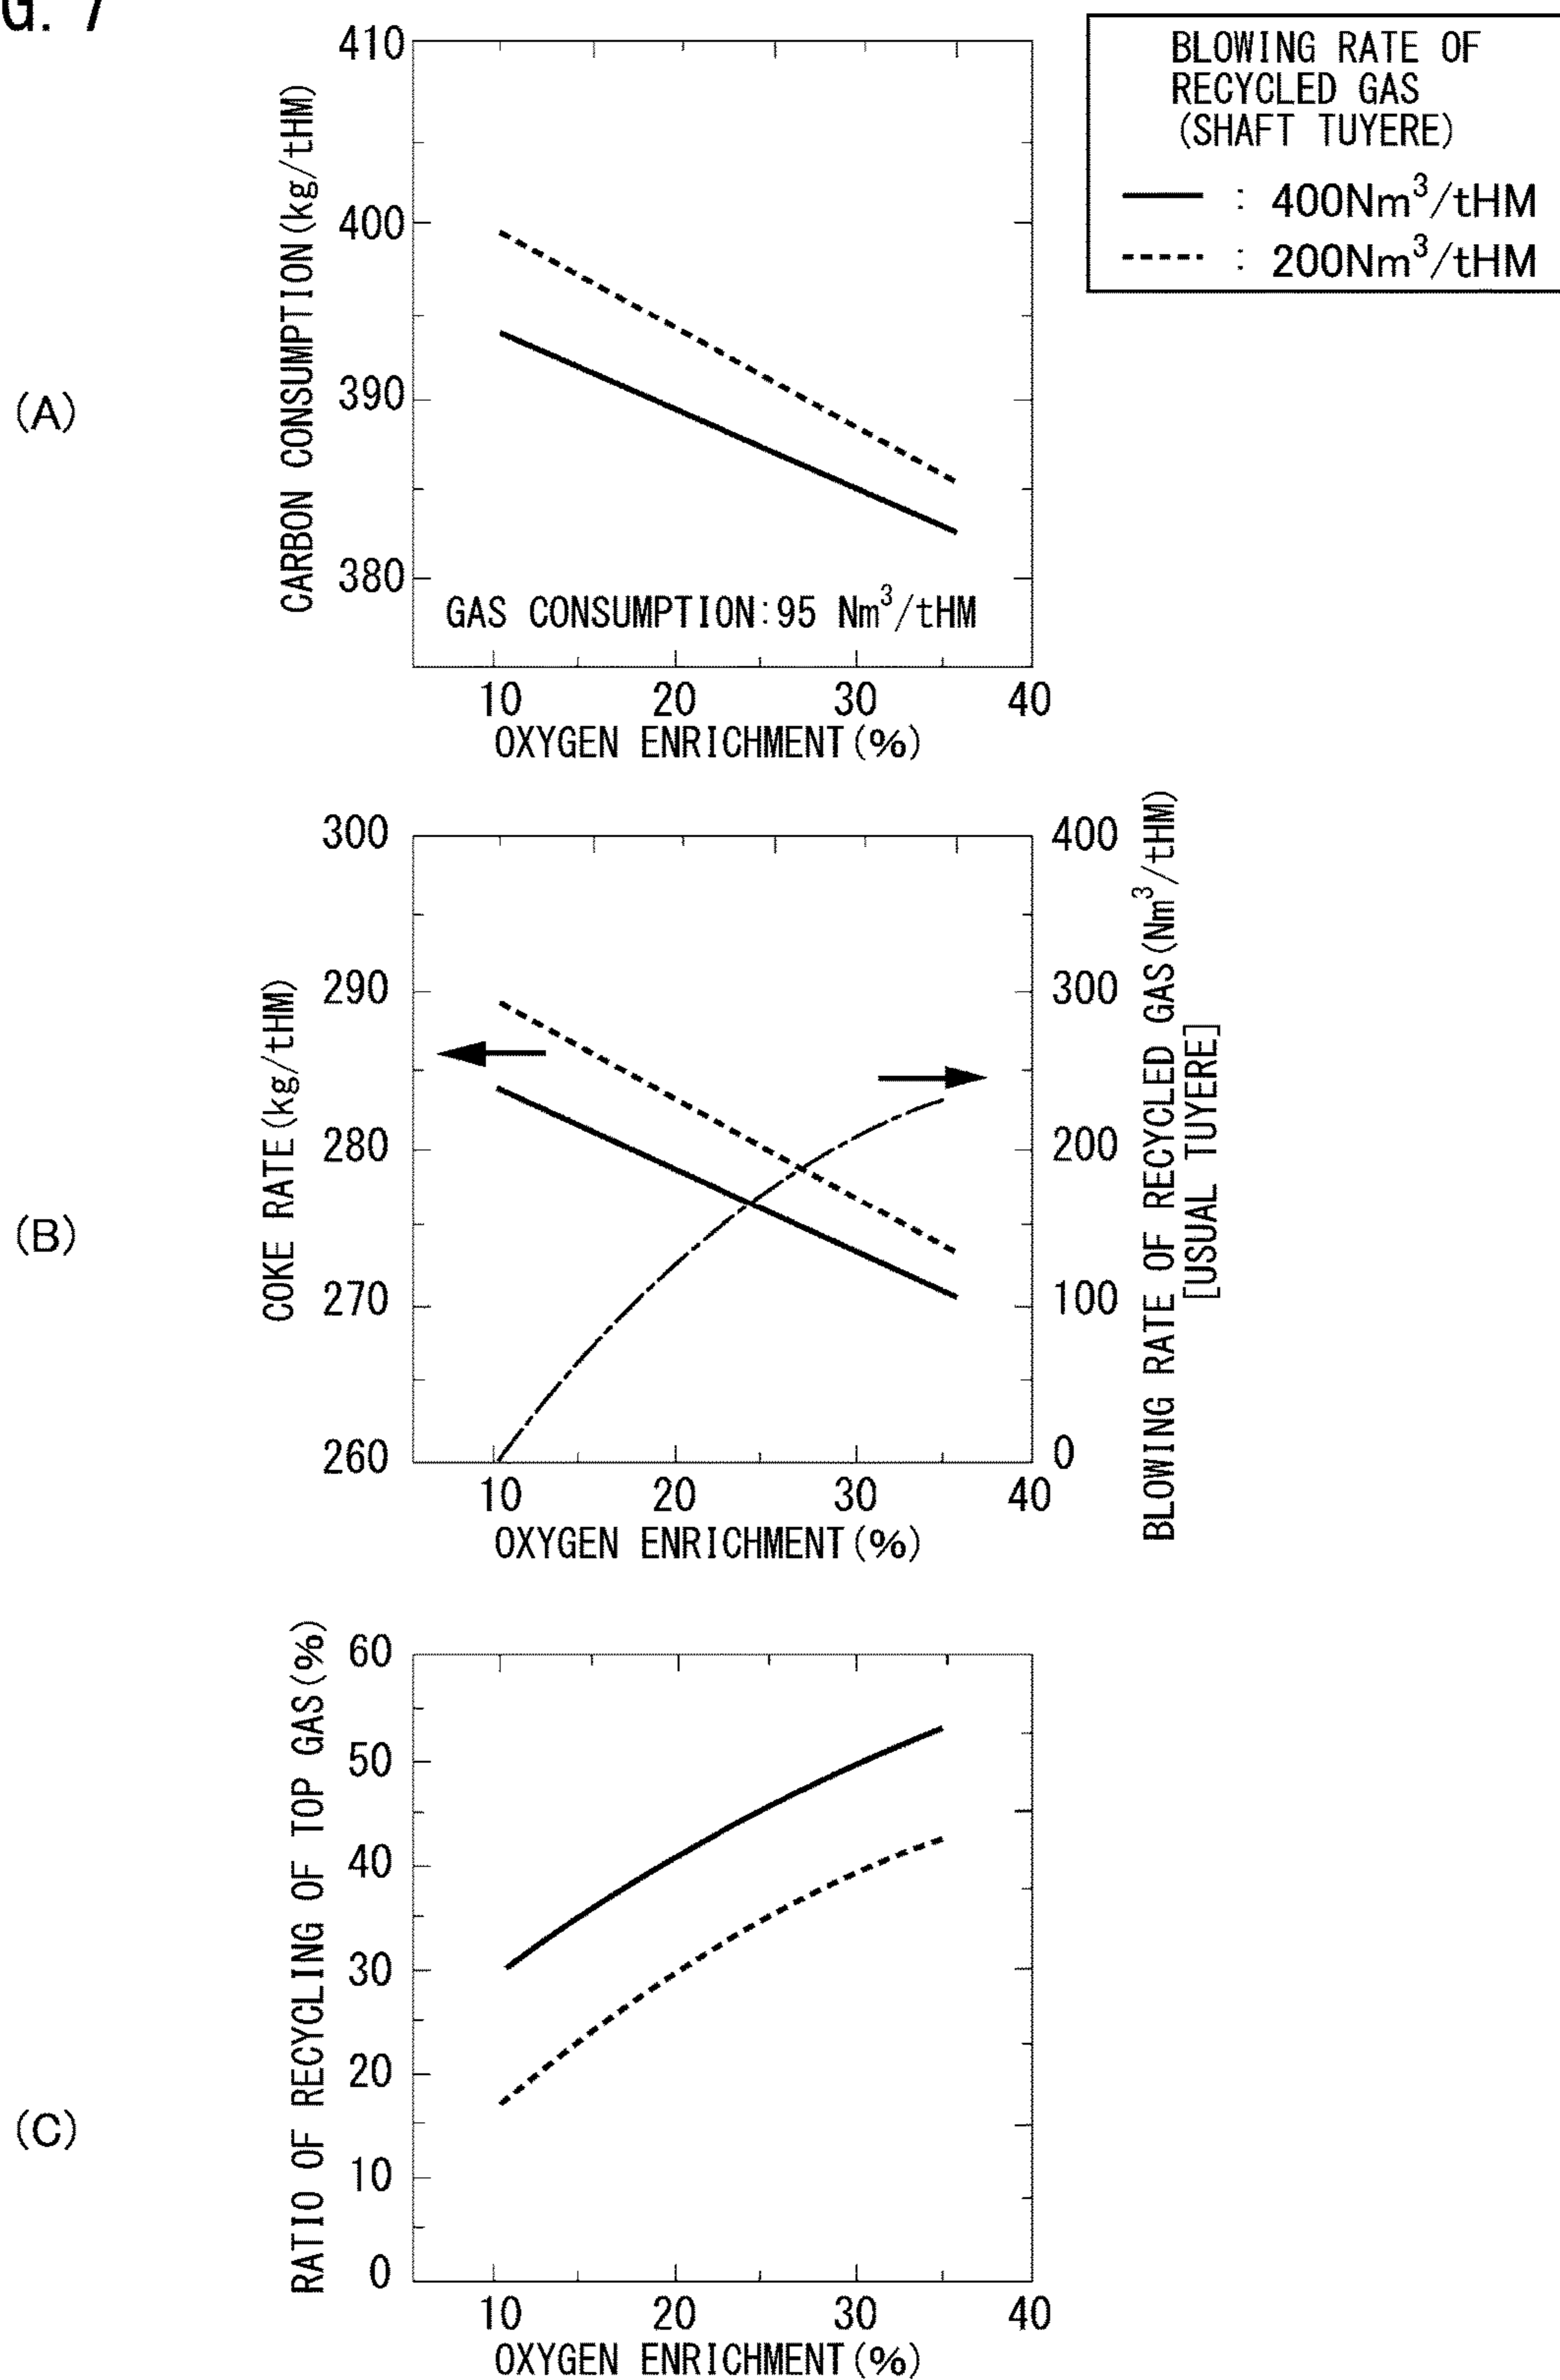 G. 7
BLOWING RATE OF
RECYCLED GAS
(SHAFT TUYERE)
: 400Nm³/tHM
: 200Nm³/tHM
(A)
CARBON CONSUMPTION(kg/tHM)
410
400
390
380
GAS CONSUMPTION:95 Nm³/tHM
10 20 30 40
OXYGEN ENRICHMENT(%)
(B)
COKE RATE(kg/tHM)
300
290
280
270
260
400
300
200
100
0
BLOWING RATE OF RECYCLED GAS(Nm³/tHM)
[USUAL TUYERE]
10 20 30 40
OXYGEN ENRICHMENT(%)
(C)
RATIO OF RECYCLING OF TOP GAS(%)
60
50
40
30
20
10
0
10 20 30 40
OXYGEN ENRICHMENT(%)